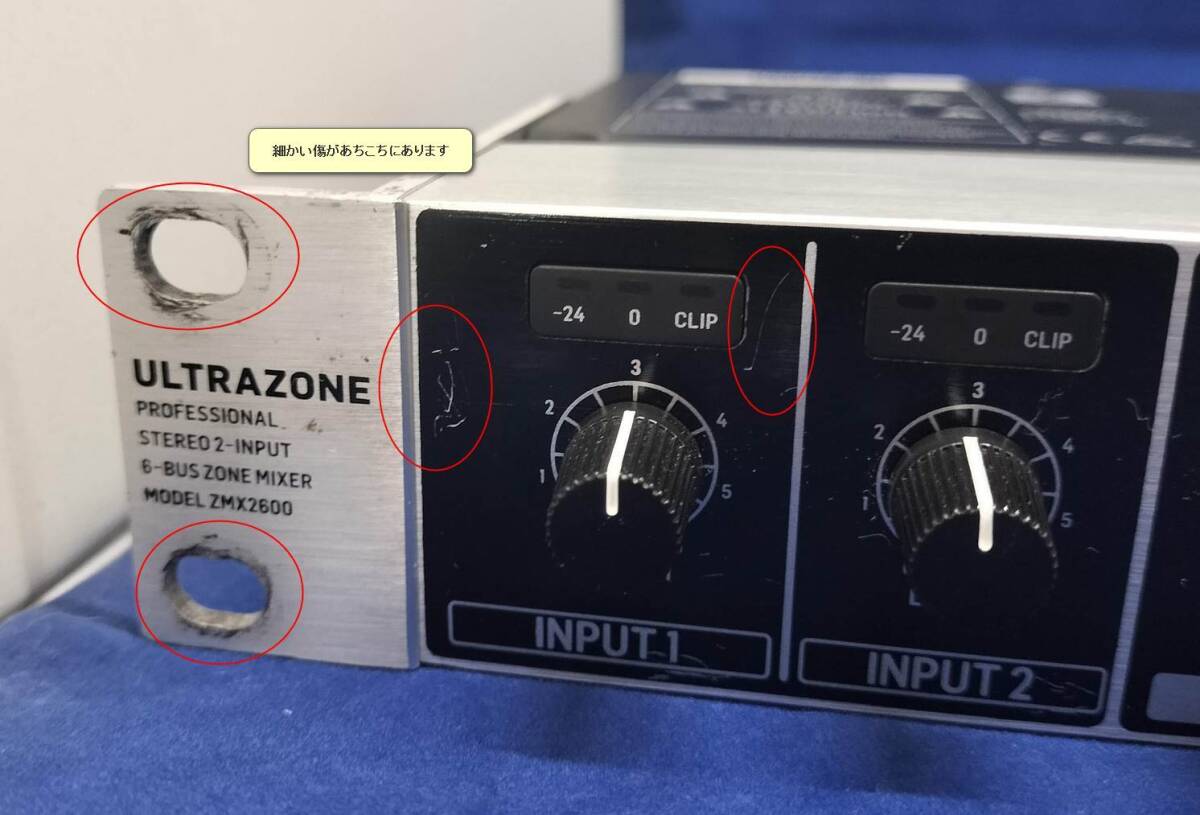 細かい傷があちこちにあります
ULTRAZONE
PROFESSIONAL
STEREO 2-INPUT
6-BUS ZONE MIXER
MODEL ZMX2600
-24 0 CLIP
3
2 4
1 5
INPUT 1
-24 0 CLIP
3
2 4
1 5
INPUT 2